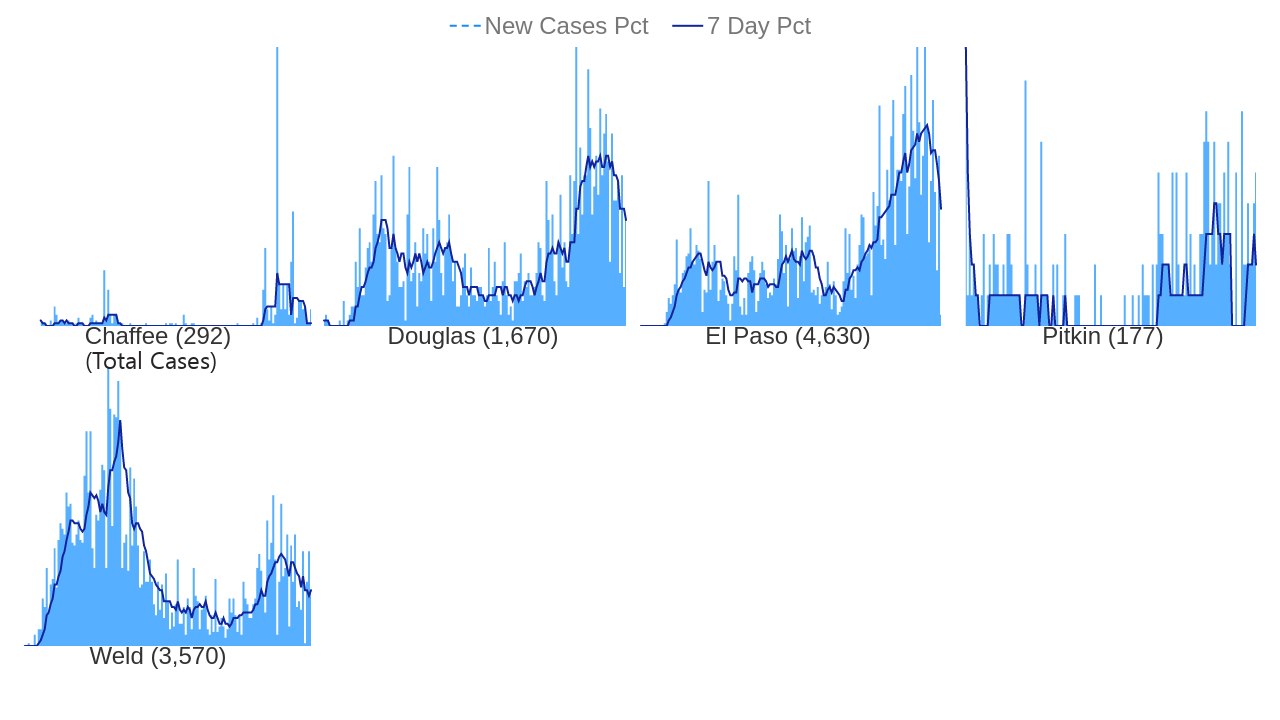 New Cases Pct 7 Day Pct
Chaffee (292) Douglas (1,670) El Paso (4,630) Pitkin (177)
(Total Cases)
Weld (3,570)